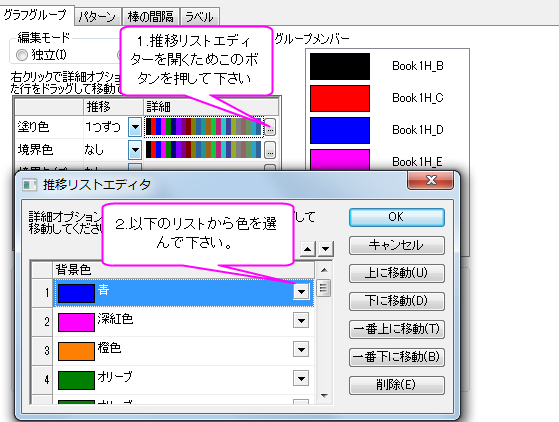 グラフグループ
パターン
棒の間隔
ラベル
編集モード
独立(I)
1.推移リストエディ
ターを開くためこのボ
タンを押して下さい
グループメンバー
右クリックで詳細オプション
た行をドラッグして移動
推移
詳細
塗り色
1つずつ
...
境界色
なし
...
Book1H_B
Book1H_C
Book1H_D
Book1H_E
推移リストエディタ
詳細オプション
して
移動してくださ
2.以下のリストから色を選
んで下さい。
背景色
1
青
2
深紅色
3
橙色
4
オリーブ
OK
キャンセル
上に移動(U)
下に移動(D)
一番上に移動(T)
一番下に移動(B)
削除(E)